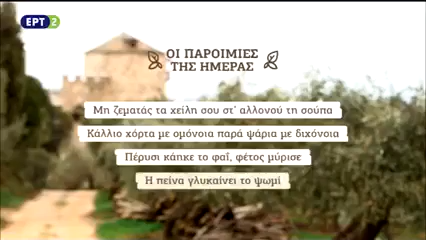 ΕΡΤ2
ΟΙ ΠΑΡΟΙΜΙΕΣ
ΤΗΣ ΗΜΕΡΑΣ
Μη ζεματάς τα χείλη σου στ' αλλονού τη σούπα
Κάλλιο χόρτα με ομόνοια παρά ψάρια με διχόνοια
Πέρυσι κάηκε το φαΐ, φέτος μύρισε
Η πείνα γλυκαίνει το ψωμί